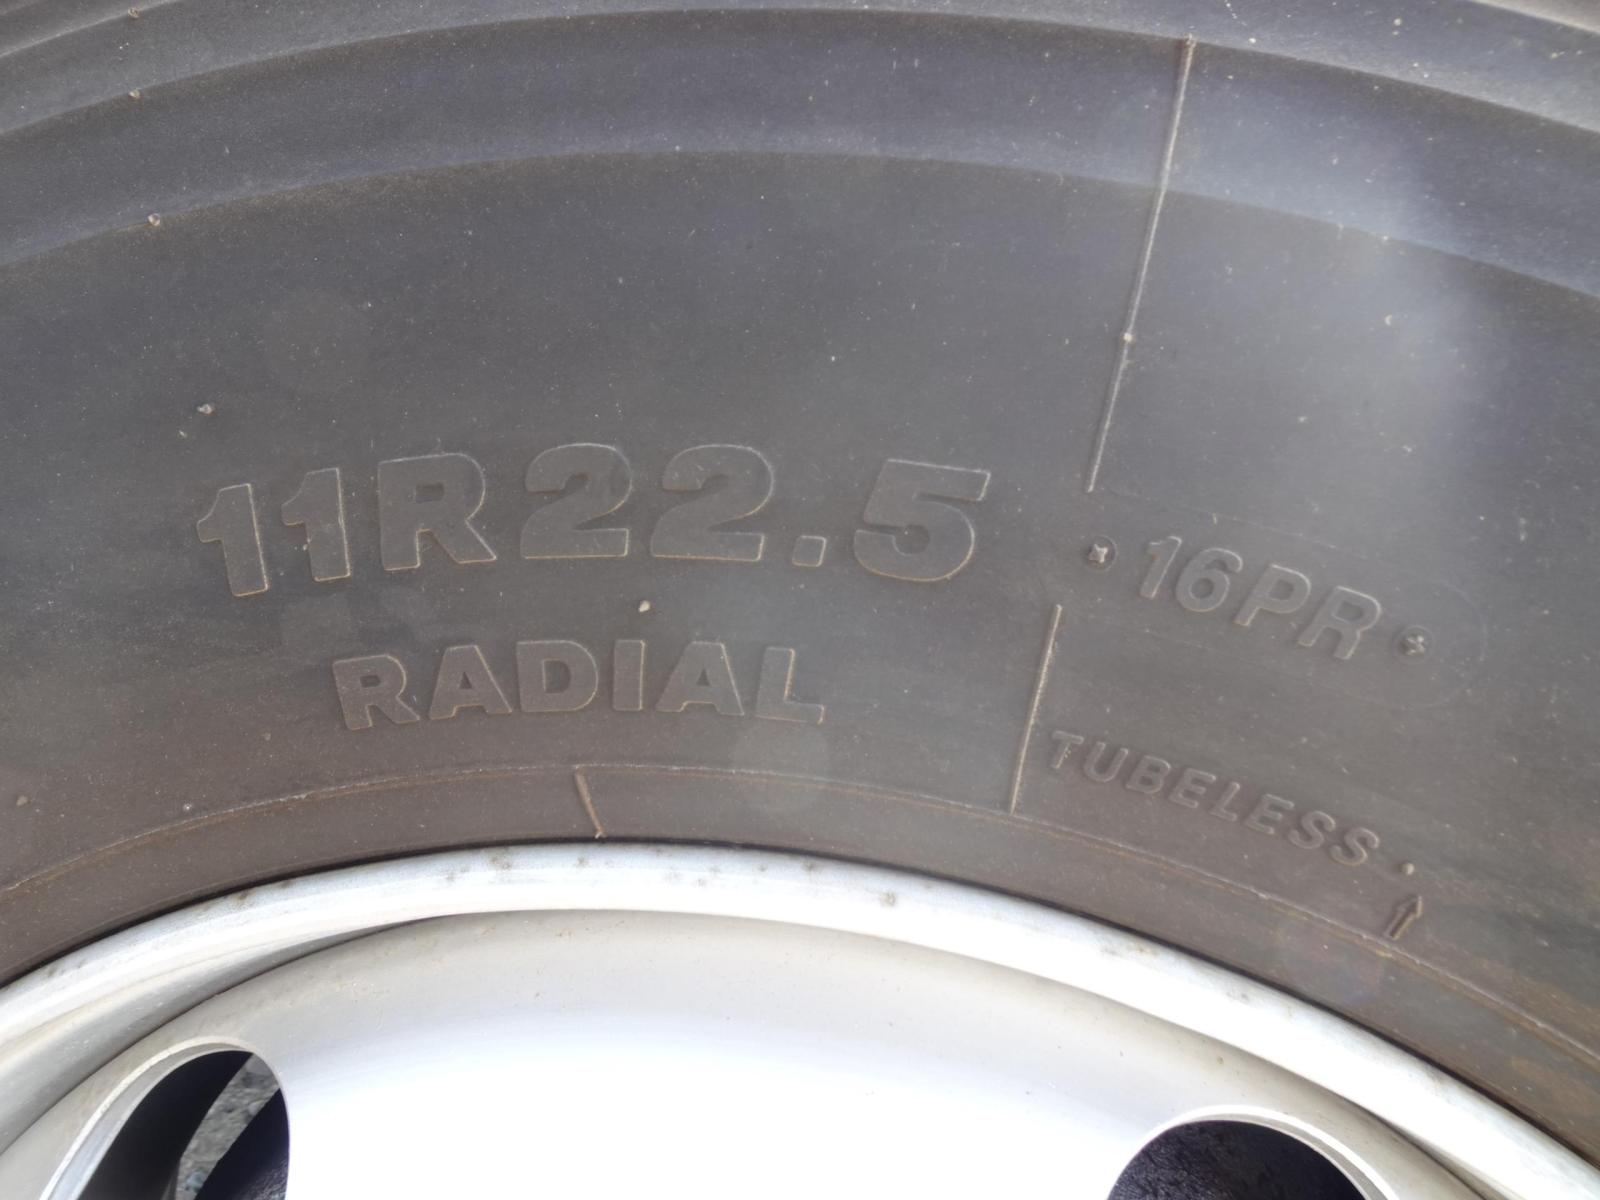 11R22.5
16PR
RADIAL
TUBELESS